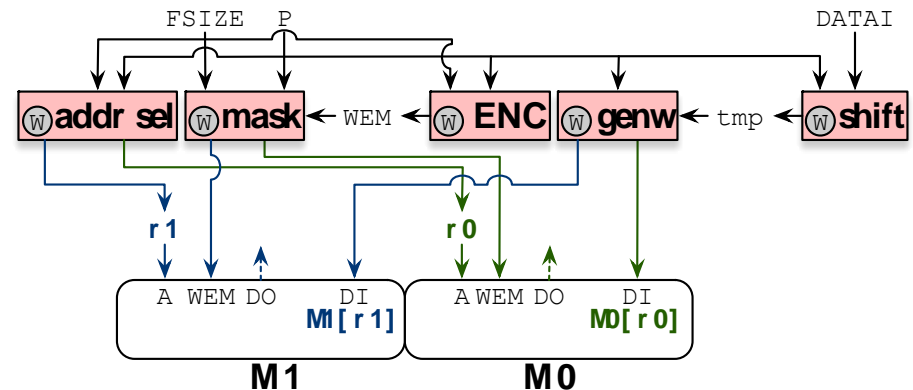 FSIZE P DATAI
W addr sel W mask WEM W ENC W genw tmp W shift
r1 r0
A WEM DO DI A WEM DO DI
M1[r1] M0[r0]
M1 M0